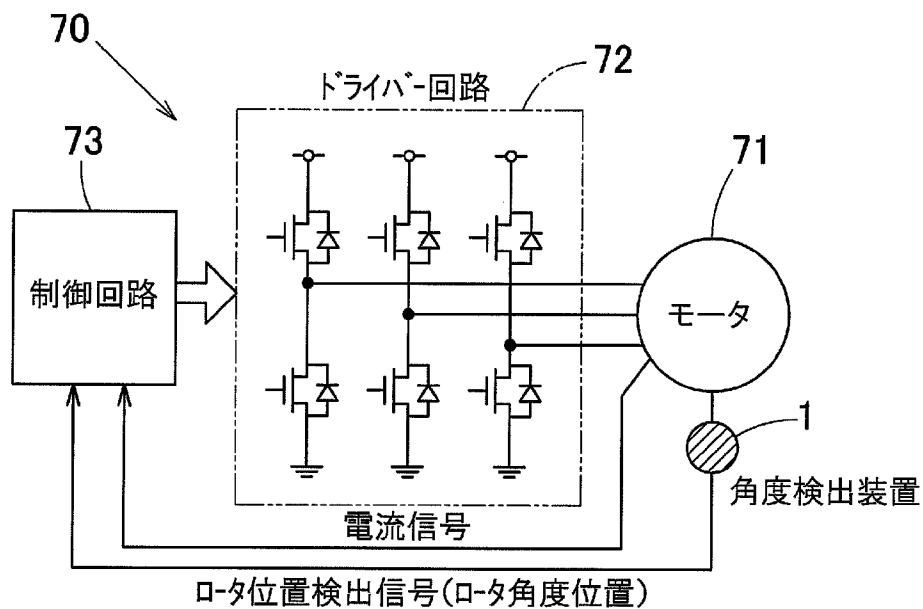 70
ドライバー回路
72
73
71
制御回路
モータ
1
角度検出装置
電流信号
ロータ位置検出信号(ロータ角度位置)